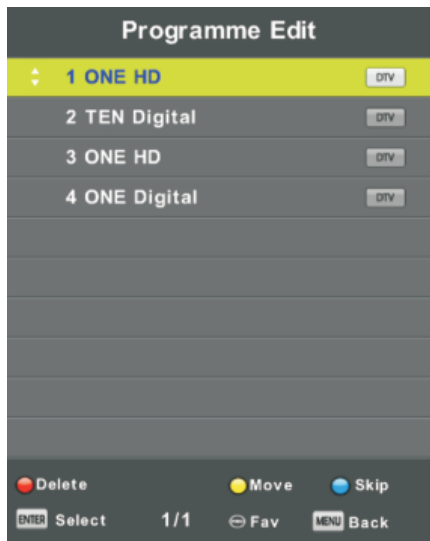 Programme Edit
1 ONE HD DTV
2 TEN Digital DTV
3 ONE HD DTV
4 ONE Digital DTV
Delete Move Skip
ENTER Select 1/1 Fav MENU Back